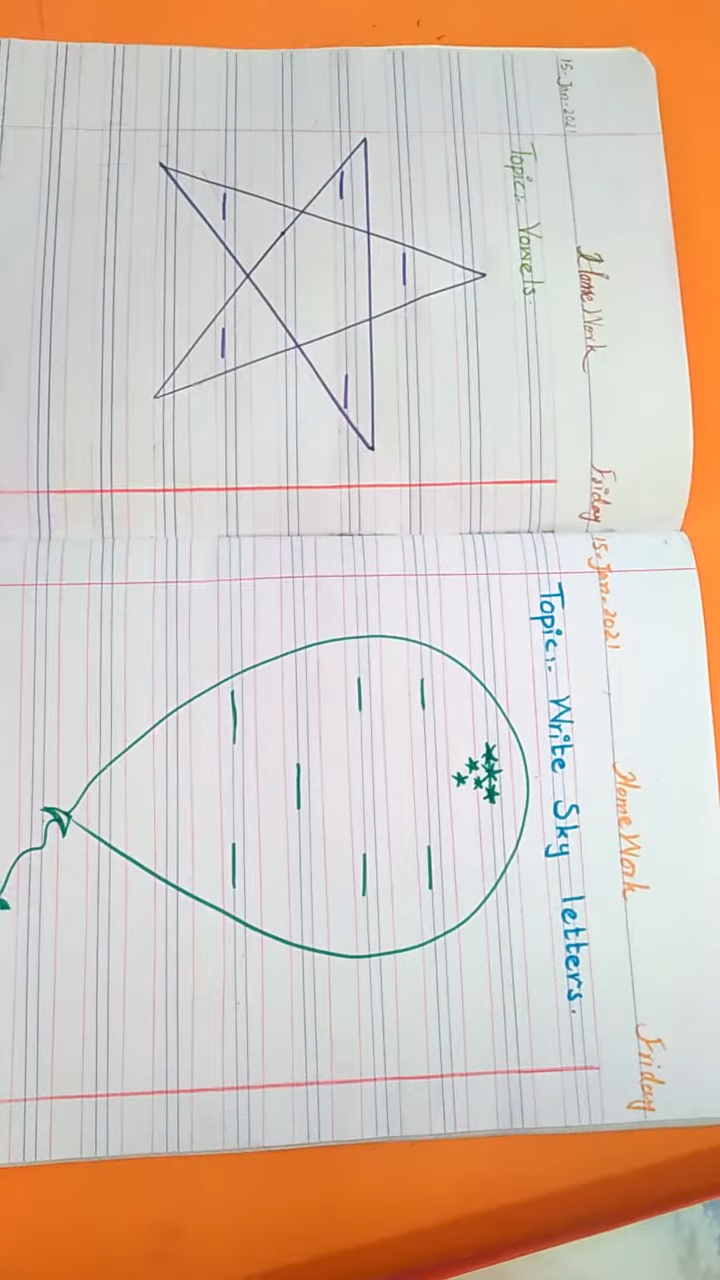 15-Jan-2021 Home Work Friday
Topic:- Vowels.
15-Jan-2021 Home Work Friday
Topic:- Write Sky letters.